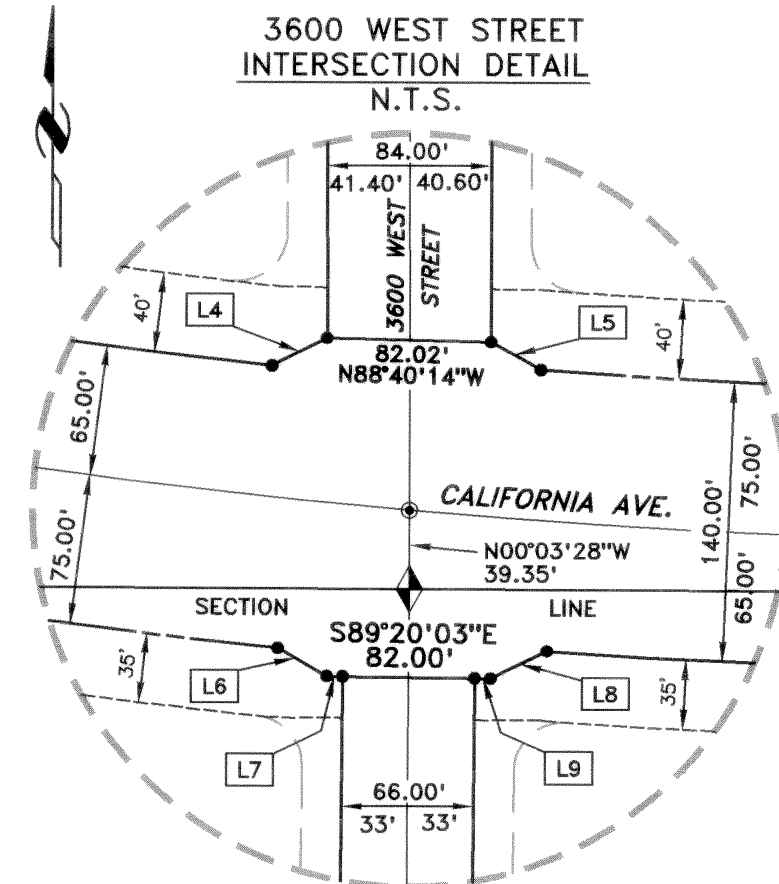 3600 WEST STREET
INTERSECTION DETAIL
N.T.S.
84.00'
41.40' 40.60'
3600 WEST
STREET
40'
L4
L5
40'
82.02'
N88°40'14"W
65.00'
75.00'
CALIFORNIA AVE.
140.00'
75.00'
65.00'
N00°03'28"W
39.35'
SECTION LINE
S89°20'03"E
82.00'
35'
L6
L8
35'
L7
L9
66.00'
33' 33'